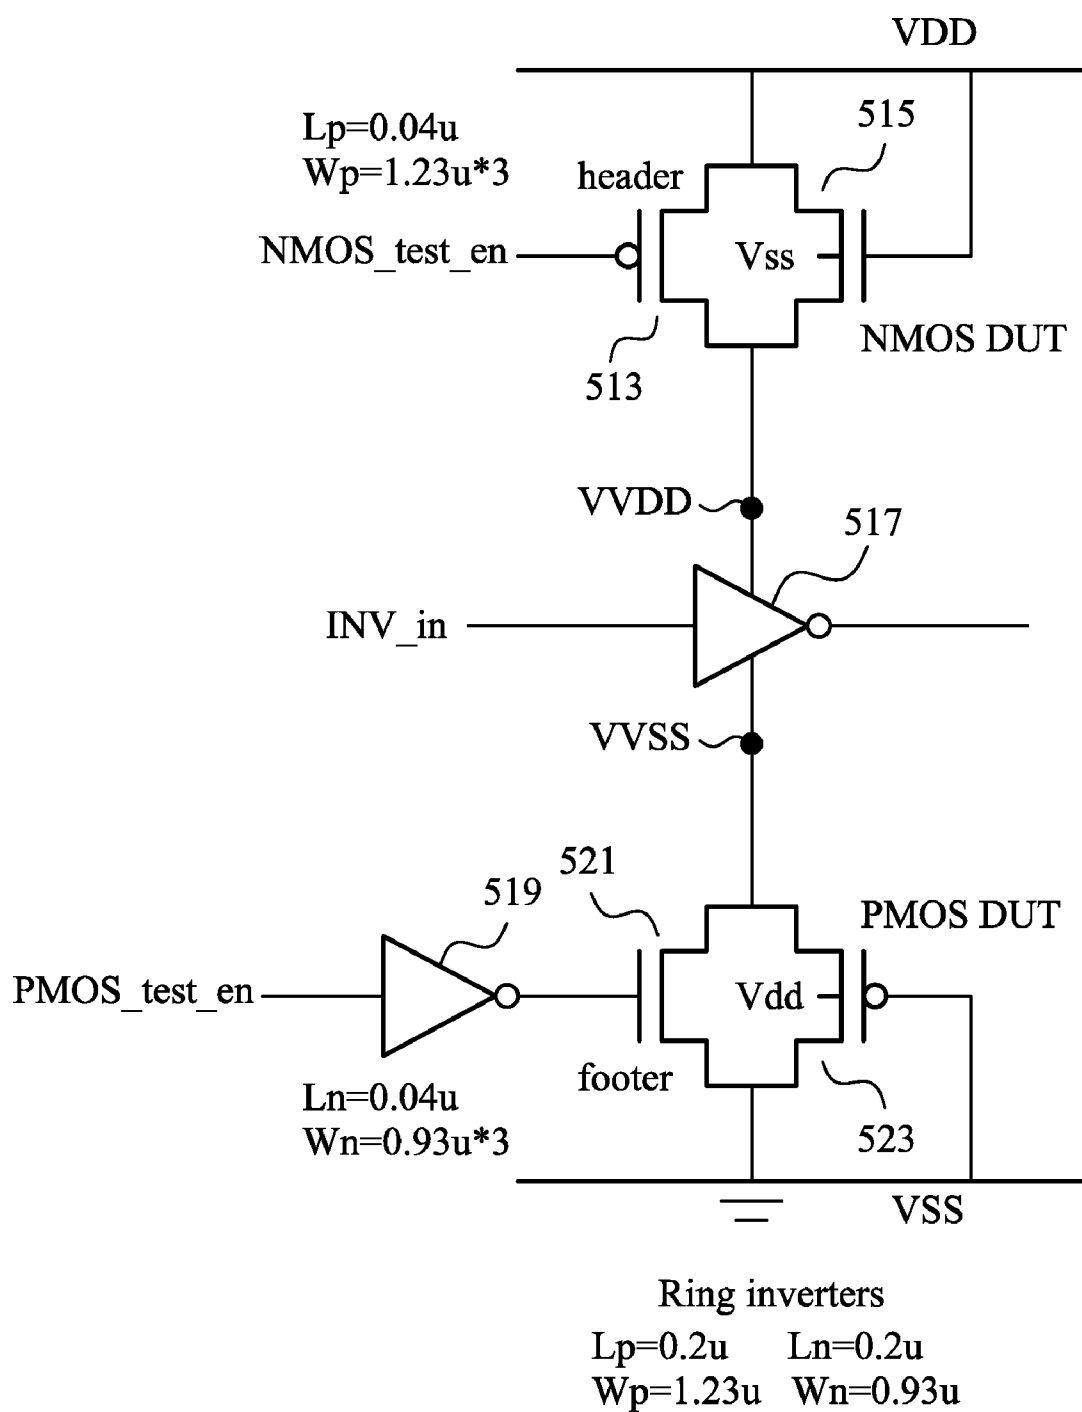 VDD
Lp=0.04u
Wp=1.23u*3
header
515
NMOS_test_en
Vss
NMOS DUT
513
VVDD
517
INV_in
VVSS
521
519
PMOS DUT
PMOS_test_en
Vdd
footer
Ln=0.04u
Wn=0.93u*3
523
VSS
Ring inverters
Lp=0.2u Ln=0.2u
Wp=1.23u Wn=0.93u